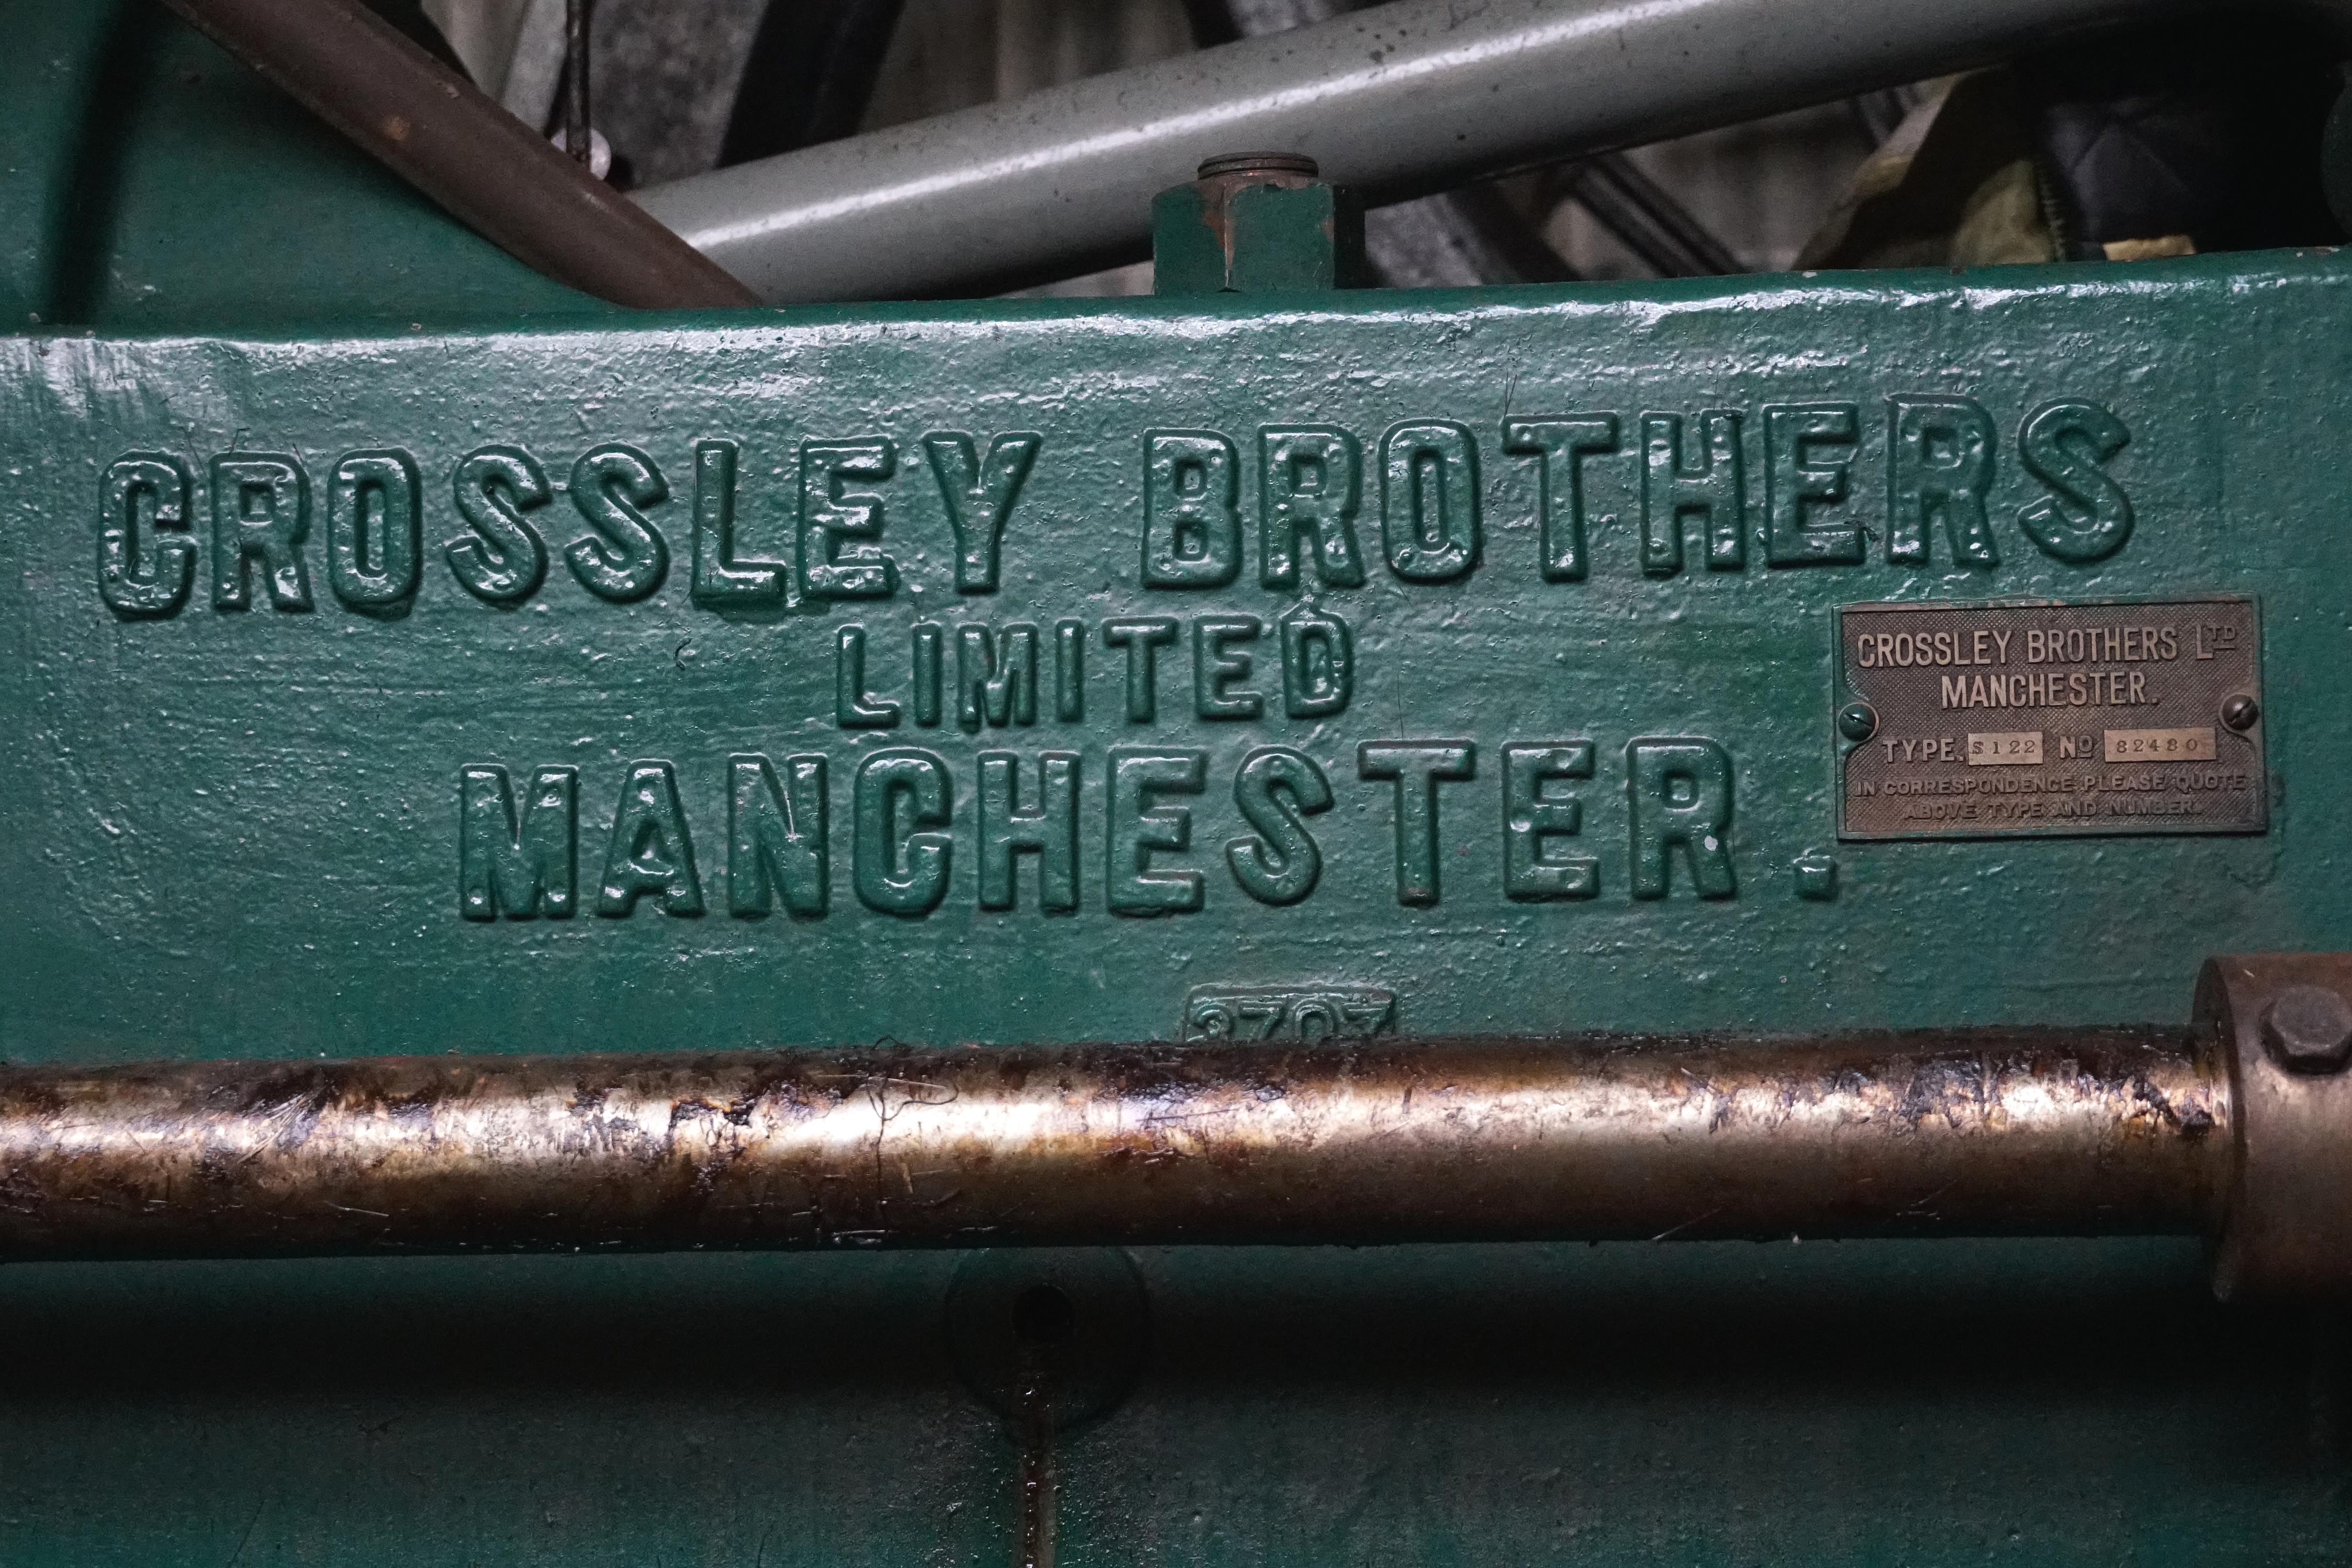 CROSSLEY BROTHERS
LIMITED
MANCHESTER.
CROSSLEY BROTHERS LTD
MANCHESTER.
TYPE. S122 NO 82480
IN CORRESPONDENCE PLEASE QUOTE
ABOVE TYPE AND NUMBER.